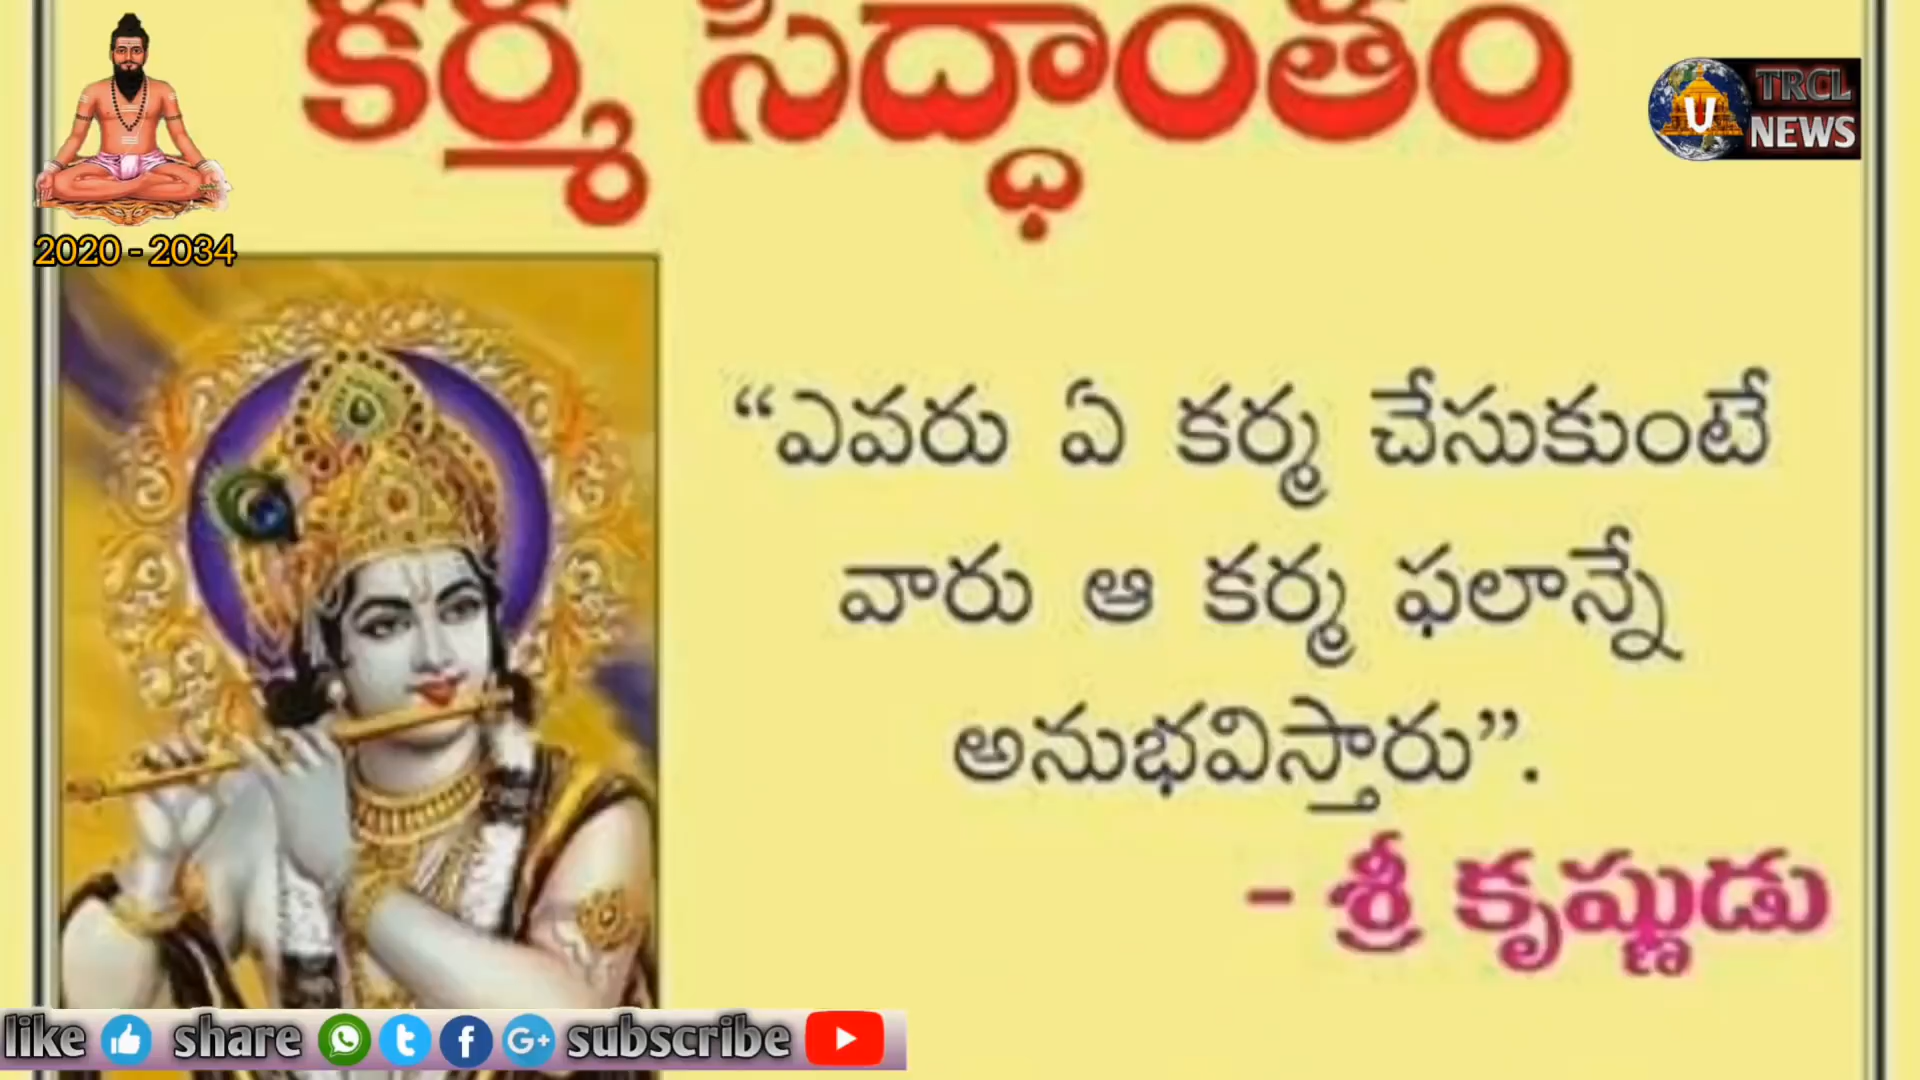 కర్మ సిద్ధాంతం
TRCL
NEWS
U
2020 - 2034
“ఎవరు ఏ కర్మ చేసుకుంటే
వారు ఆ కర్మ ఫలాన్నే
అనుభవిస్తారు”.
- శ్రీ కృష్ణుడు
like share subscribe